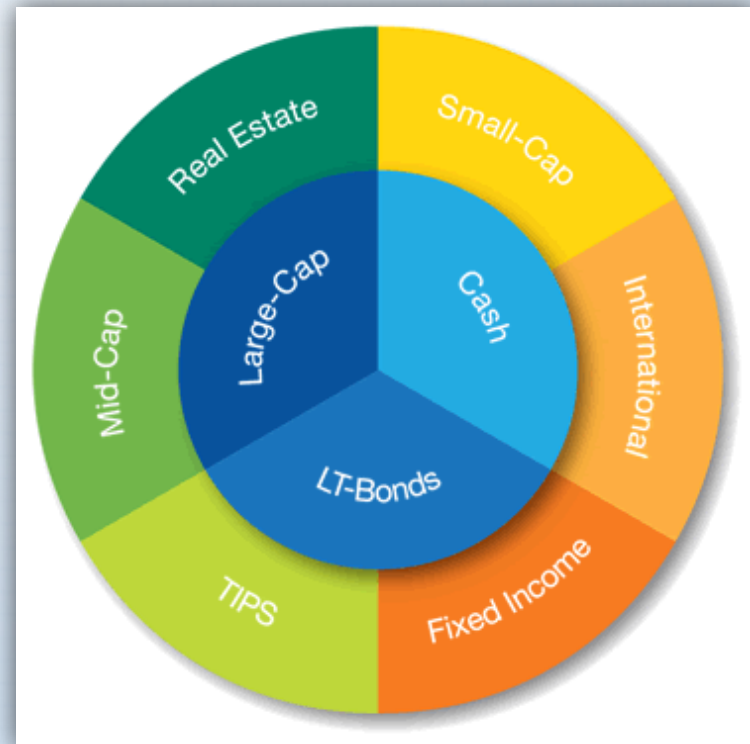 Real Estate
Small-Cap
Large-Cap
Cash
International
Mid-Cap
LT-Bonds
TIPS
Fixed Income